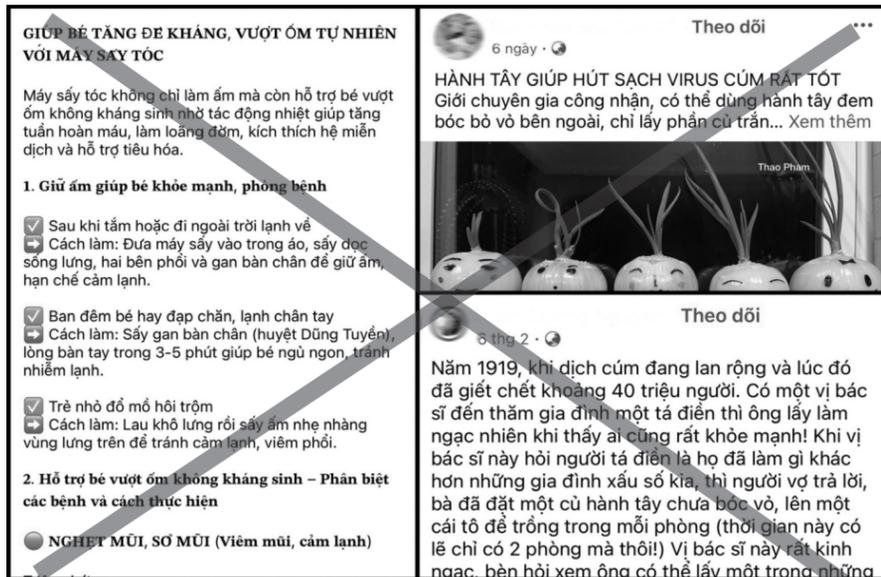 GIÚP BÉ TĂNG ĐỀ KHÁNG, VƯỢT ỐM TỰ NHIÊN
VỚI MÁY SẤY TÓC
Máy sấy tóc không chỉ làm ấm mà còn hỗ trợ bé vượt
ốm không kháng sinh nhờ tác động nhiệt giúp tăng
tuần hoàn máu, làm loãng đờm, kích thích hệ miễn
dịch và hỗ trợ tiêu hóa.
1. Giữ ấm giúp bé khỏe mạnh, phòng bệnh
Sau khi tắm hoặc đi ngoài trời lạnh về
Cách làm: Đưa máy sấy vào trong áo, sấy dọc
sống lưng, hai bên phổi và gan bàn chân để giữ ấm,
hạn chế cảm lạnh.
Ban đêm bé hay đạp chăn, lạnh chân tay
Cách làm: Sấy gan bàn chân (huyệt Dũng Tuyền),
lòng bàn tay trong 3-5 phút giúp bé ngủ ngon, tránh
nhiễm lạnh.
Trẻ nhỏ đổ mồ hôi trộm
Cách làm: Lau khô lưng rồi sấy ấm nhẹ nhàng
vùng lưng trên để tránh cảm lạnh, viêm phổi.
2. Hỗ trợ bé vượt ốm không kháng sinh – Phân biệt
các bệnh và cách thực hiện
NGHẸT MŨI, SỔ MŨI (Viêm mũi, cảm lạnh)
Theo dõi
6 ngày
HÀNH TÂY GIÚP HÚT SẠCH VIRUS CÚM RẤT TỐT
Giới chuyên gia công nhận, có thể dùng hành tây đem
bóc bỏ vỏ bên ngoài, chỉ lấy phần củ trắn... Xem thêm
Thao Pham
Theo dõi
6 thg 2
Năm 1919, khi dịch cúm đang lan rộng và lúc đó
đã giết chết khoảng 40 triệu người. Có một vị bác
sĩ đến thăm gia đình một tá điền thì ông lấy làm
ngạc nhiên khi thấy ai cũng rất khỏe mạnh! Khi vị
bác sĩ này hỏi người tá điền là họ đã làm gì khác
hơn những gia đình xấu số kia, thì người vợ trả lời,
bà đã đặt một củ hành tây chưa bóc vỏ, lên một
cái tô để trồng trong mỗi phòng (thời gian này có
lẽ chỉ có 2 phòng mà thôi!) Vị bác sĩ này rất kinh
ngạc, bèn hỏi xem ông có thể lấy một trong những